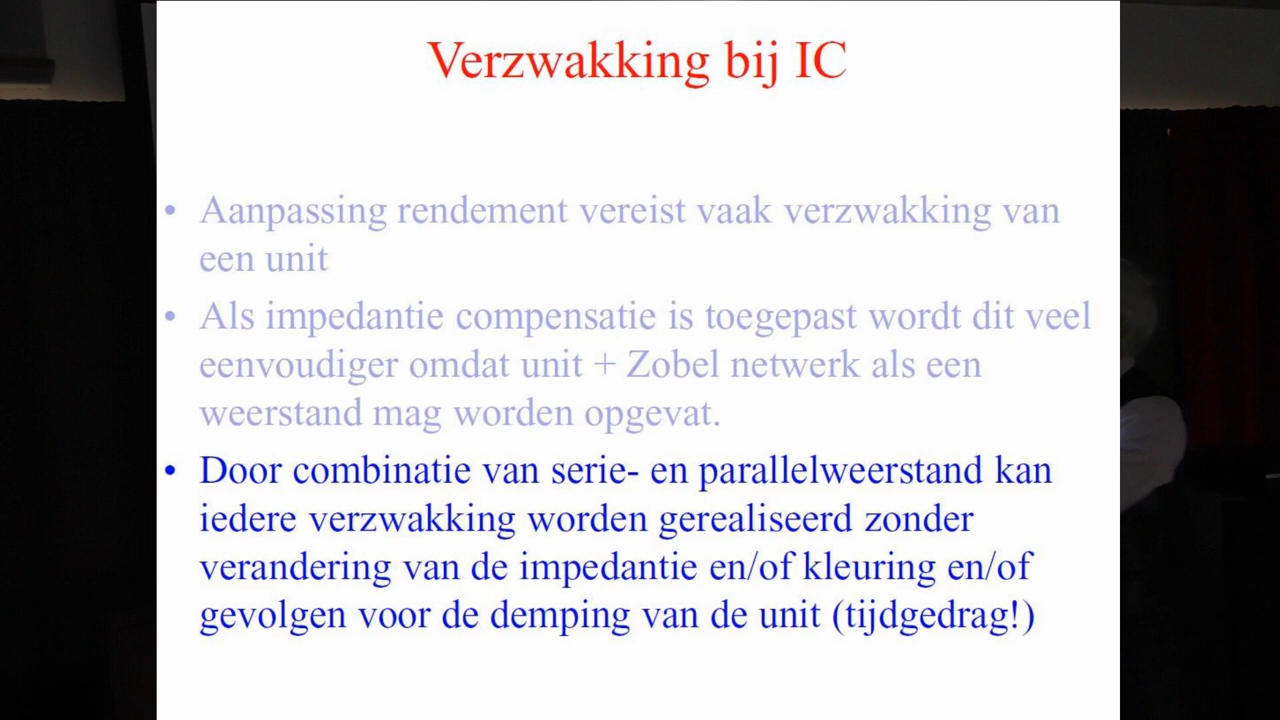 Verzwakking bij IC
• Aanpassing rendement vereist vaak verzwakking van
een unit
• Als impedantie compensatie is toegepast wordt dit veel
eenvoudiger omdat unit + Zobel netwerk als een
weerstand mag worden opgevat.
• Door combinatie van serie- en parallelweerstand kan
iedere verzwakking worden gerealiseerd zonder
verandering van de impedantie en/of kleuring en/of
gevolgen voor de demping van de unit (tijdgedrag!)